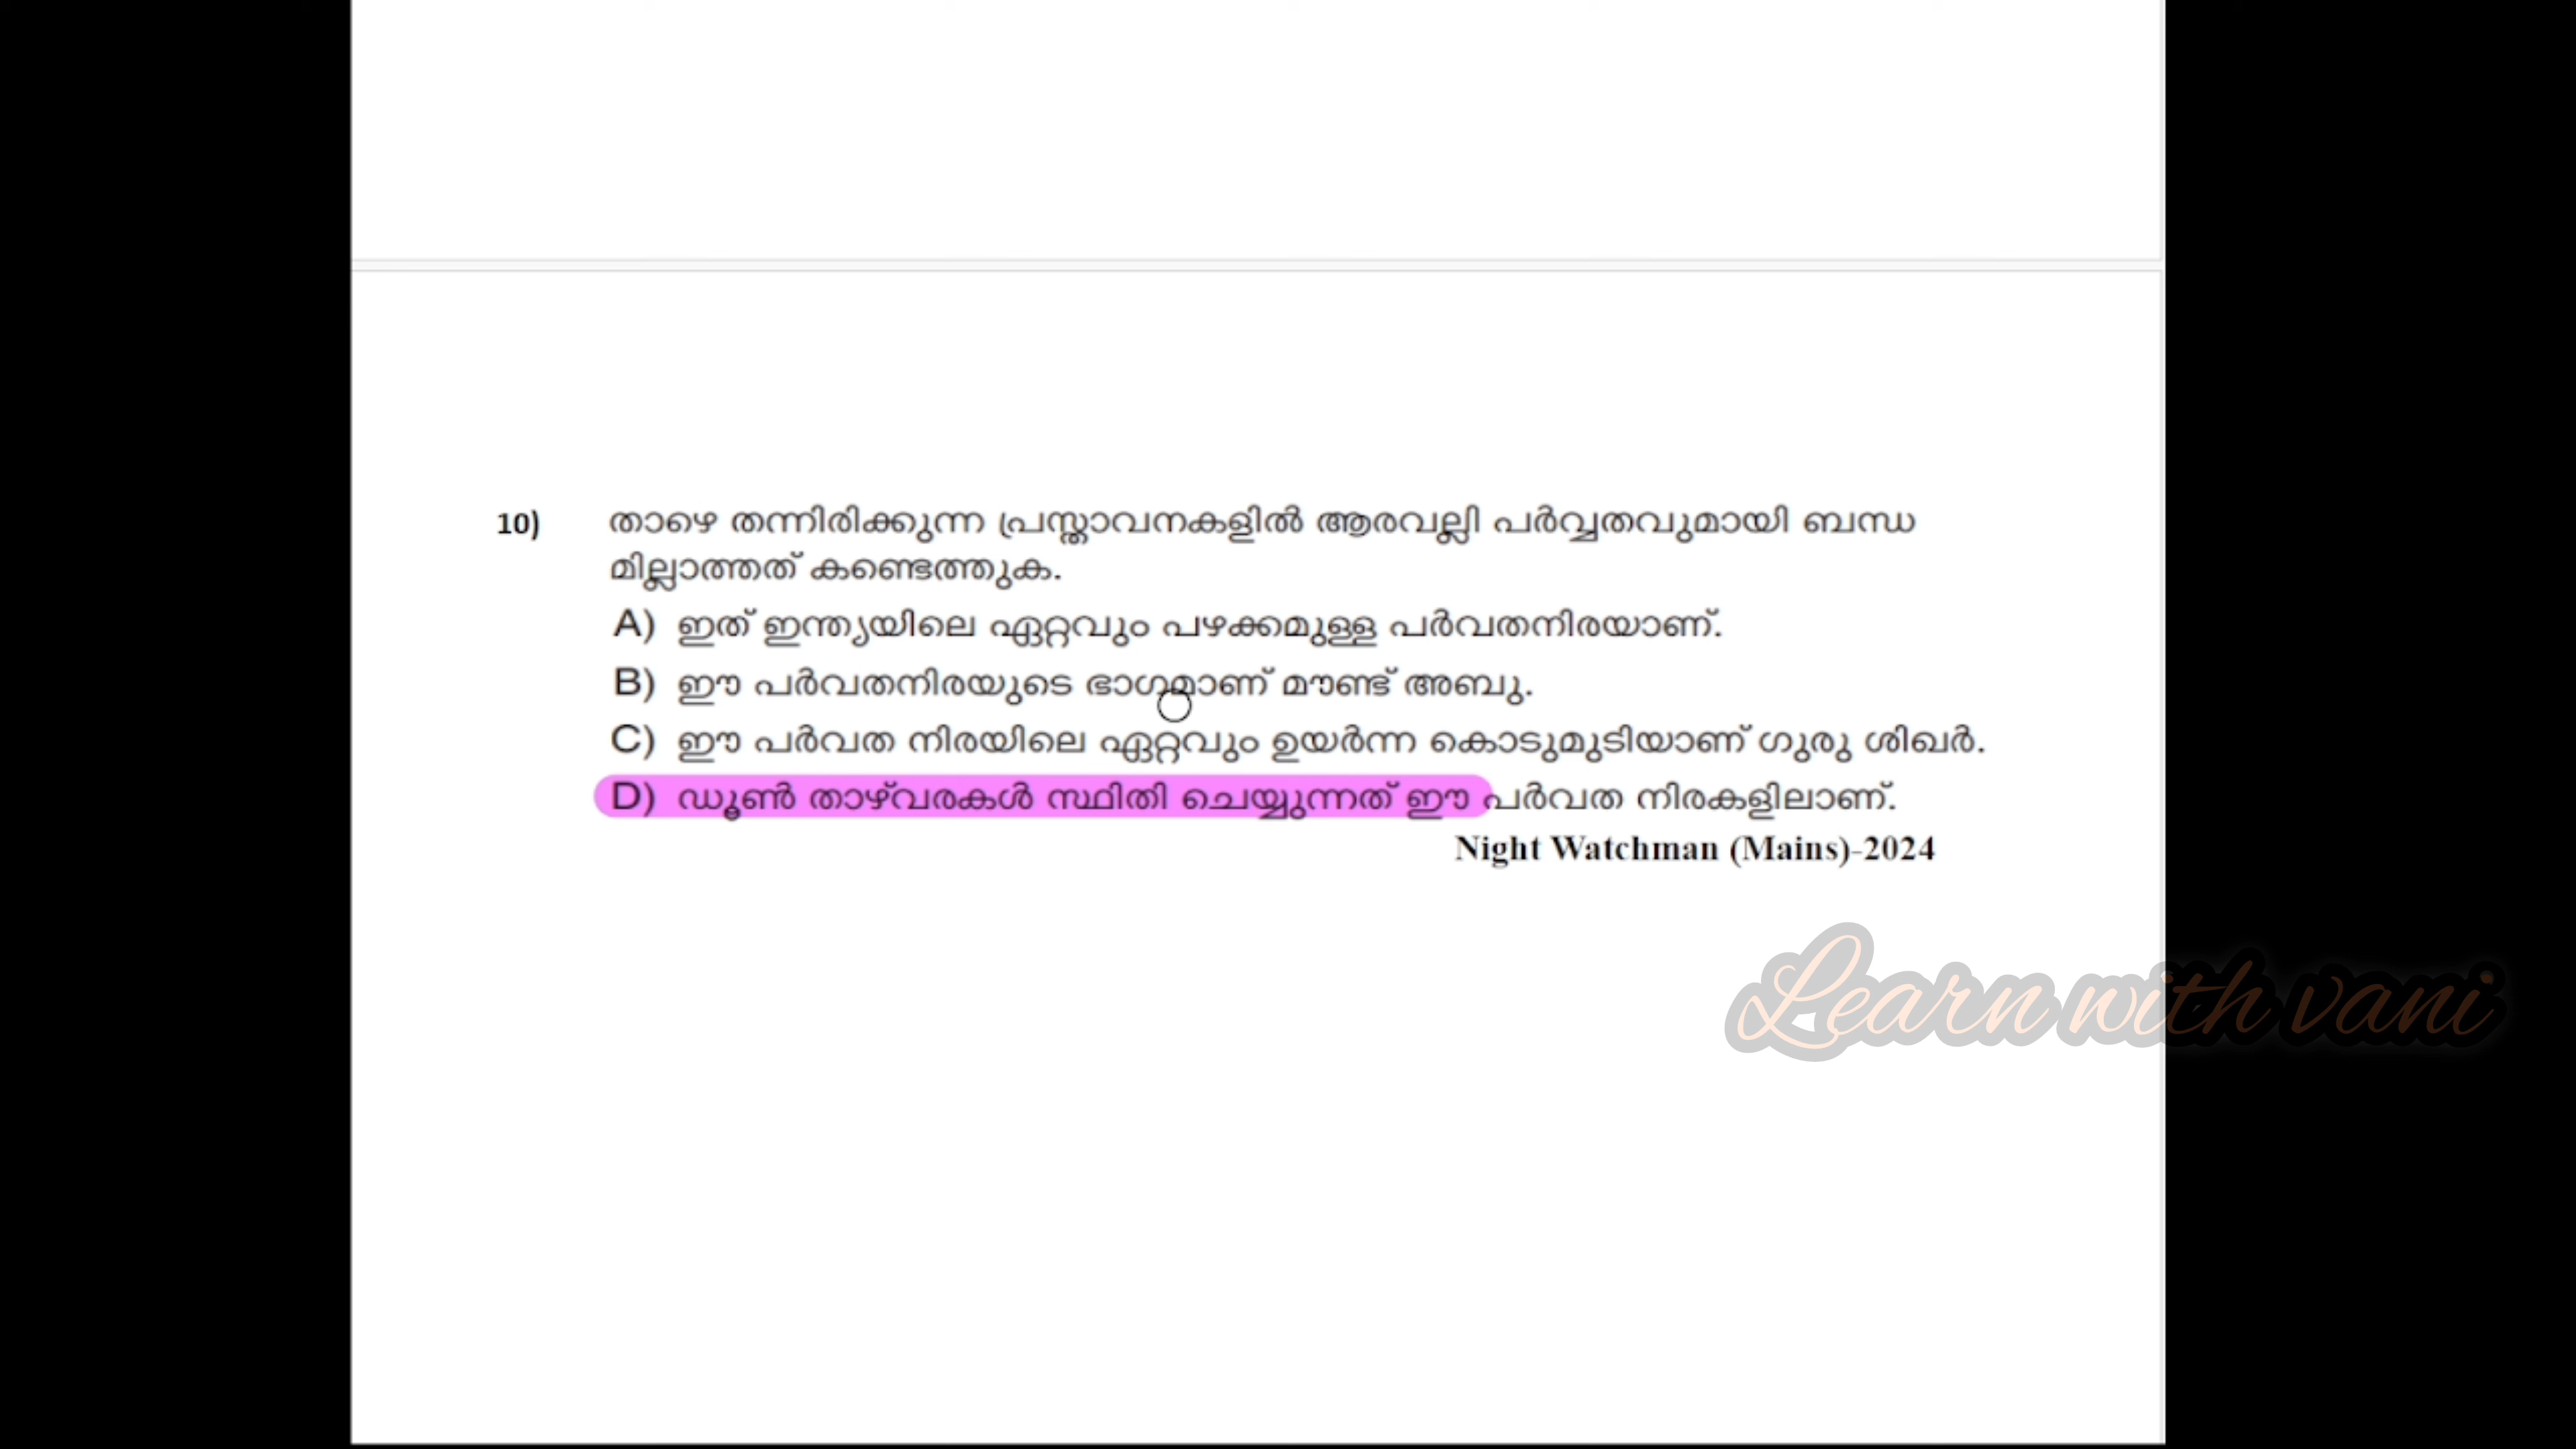 10) താഴെ തന്നിരിക്കുന്ന പ്രസ്താവനകളിൽ ആരവല്ലി പർവ്വതവുമായി ബന്ധ
മില്ലാത്തത് കണ്ടെത്തുക.
A) ഇത് ഇന്ത്യയിലെ ഏറ്റവും പഴക്കമുള്ള പർവതനിരയാണ്.
B) ഈ പർവതനിരയുടെ ഭാഗമാണ് മൗണ്ട് അബു.
C) ഈ പർവത നിരയിലെ ഏറ്റവും ഉയർന്ന കൊടുമുടിയാണ് ഗുരു ശിഖർ.
D) ഡൂൺ താഴ്‌വരകൾ സ്ഥിതി ചെയ്യുന്നത് ഈ പർവത നിരകളിലാണ്.
Night Watchman (Mains)-2024
Learn with vani